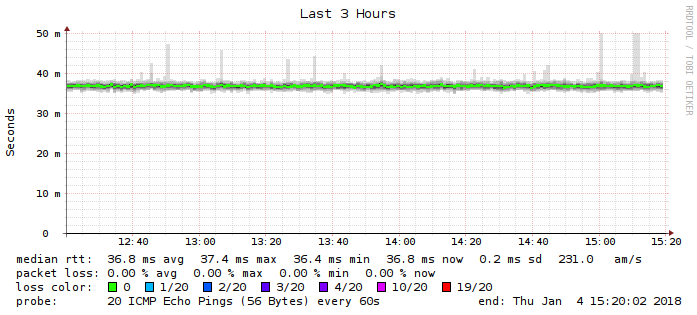 Last 3 Hours
RRDTOOL / TOBI OETIKER
Seconds
50 m
40 m
30 m
20 m
10 m
0
12:40 13:00 13:20 13:40 14:00 14:20 14:40 15:00 15:20
median rtt: 36.8 ms avg 37.4 ms max 36.4 ms min 36.8 ms now 0.2 ms sd 231.0 am/s
packet loss: 0.00 % avg 0.00 % max 0.00 % min 0.00 % now
loss color: 0 1/20 2/20 3/20 4/20 10/20 19/20
probe: 20 ICMP Echo Pings (56 Bytes) every 60s end: Thu Jan 4 15:20:02 2018